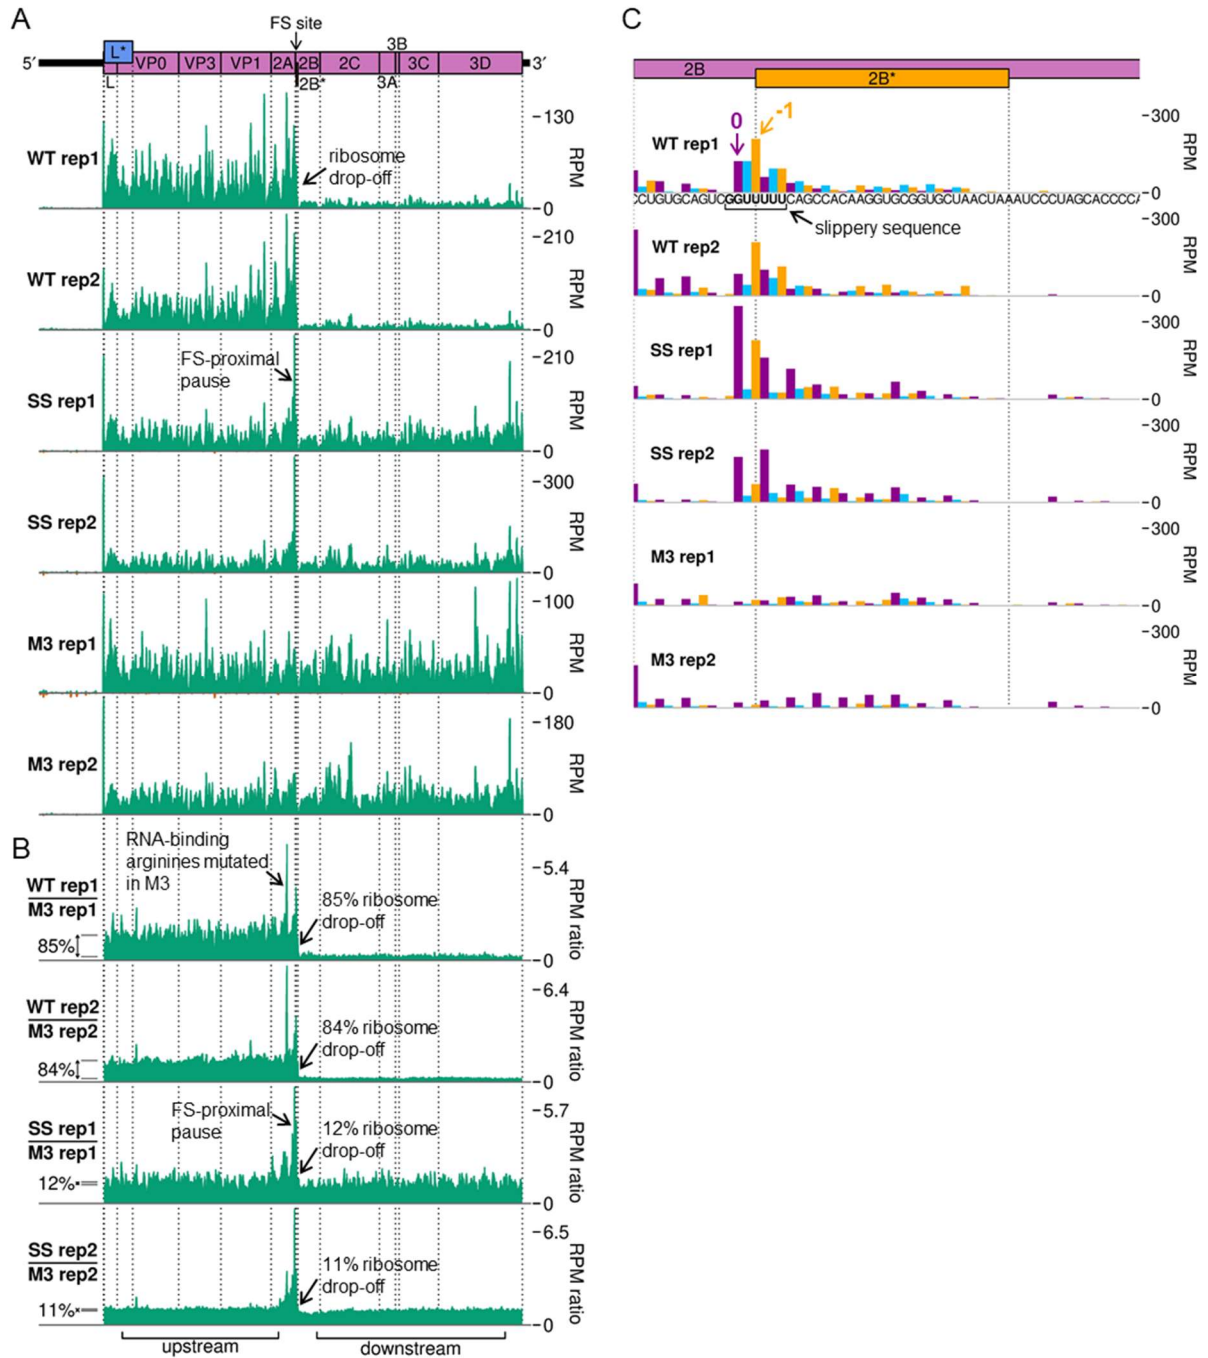 A
FS site
3B
L*
VP0 VP3 VP1 2A 2B 2C 3C 3D
5′ 3′
L 2B* 3A
-130
WT rep1
ribosome
drop-off
RPM
-0
-210
WT rep2
RPM
-0
FS-proximal
pause
-210
SS rep1
RPM
-0
-300
SS rep2
RPM
-0
-100
M3 rep1
RPM
-0
-180
M3 rep2
RPM
-0
B
RNA-binding
arginines mutated
in M3
-5.4
WT rep1
M3 rep1
85% ribosome
drop-off
85%
RPM ratio
-0
-6.4
WT rep2
M3 rep2
84% ribosome
drop-off
84%
RPM ratio
-0
FS-proximal
pause
-5.7
SS rep1
M3 rep1
12% ribosome
drop-off
12%
RPM ratio
-0
-6.5
SS rep2
M3 rep2
11% ribosome
drop-off
11%
RPM ratio
-0
upstream downstream
C
2B 2B*
0 -1
-300
WT rep1
RPM
-0
CUGUGCAGUCGGUUUUUCAGCCACAAGGUGCGGUGCUAACUAAAUCCCUAGCACCCC
slippery sequence
-300
WT rep2
RPM
-0
-300
SS rep1
RPM
-0
-300
SS rep2
RPM
-0
-300
M3 rep1
RPM
-0
-300
M3 rep2
RPM
-0